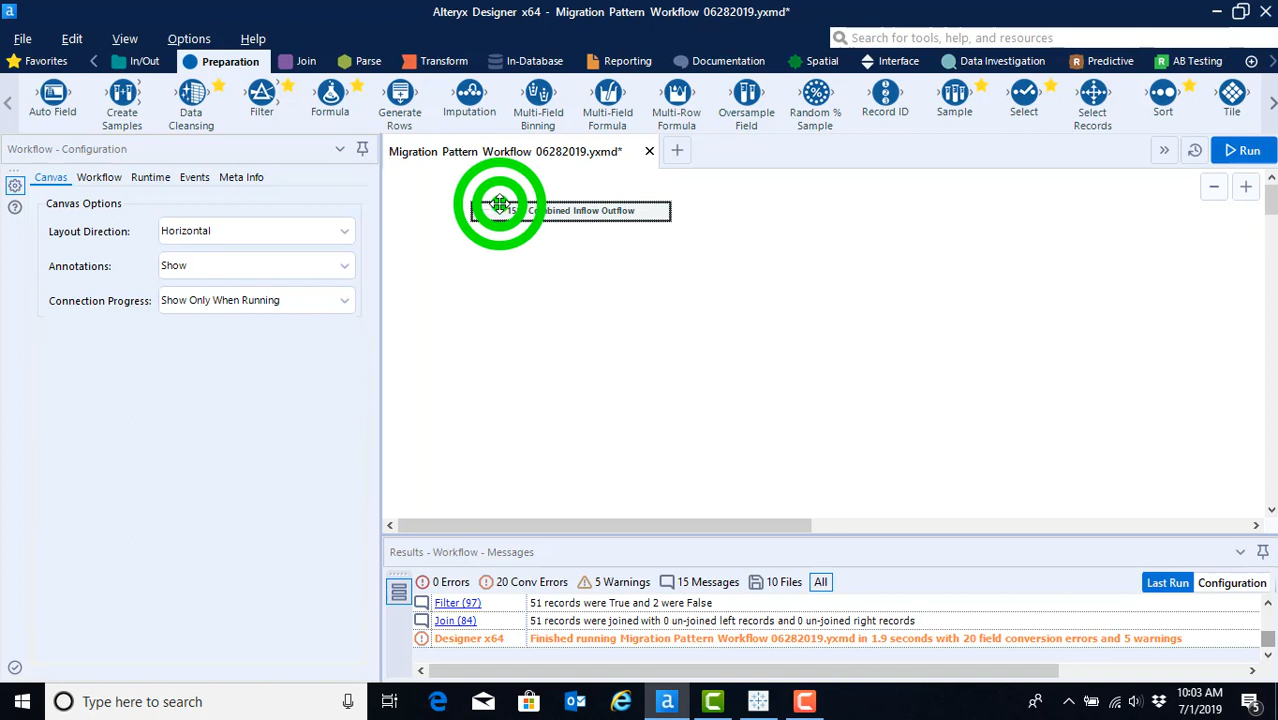 Alteryx Designer x64 - Migration Pattern Workflow 06282019.yxmd*
File Edit View Options Help
Search for tools, help, and resources
Favorites In/Out Preparation Join Parse Transform In-Database Reporting Documentation Spatial Interface Data Investigation Predictive AB Testing
Auto Field Create Samples Data Cleansing Filter Formula Generate Rows Imputation Multi-Field Binning Multi-Field Formula Multi-Row Formula Oversample Field Random % Sample Record ID Sample Select Select Records Sort Tile
Workflow - Configuration
Migration Pattern Workflow 06282019.yxmd*
Run
Canvas Workflow Runtime Events Meta Info
Canvas Options
Layout Direction: Horizontal
Annotations: Show
Connection Progress: Show Only When Running
Combined Inflow Outflow
Results - Workflow - Messages
0 Errors 20 Conv Errors 5 Warnings 15 Messages 10 Files All Last Run Configuration
Filter (97) 51 records were True and 2 were False
Join (84) 51 records were joined with 0 un-joined left records and 0 un-joined right records
Designer x64 Finished running Migration Pattern Workflow 06282019.yxmd in 1.9 seconds with 20 field conversion errors and 5 warnings
Type here to search
10:03 AM
7/1/2019
5